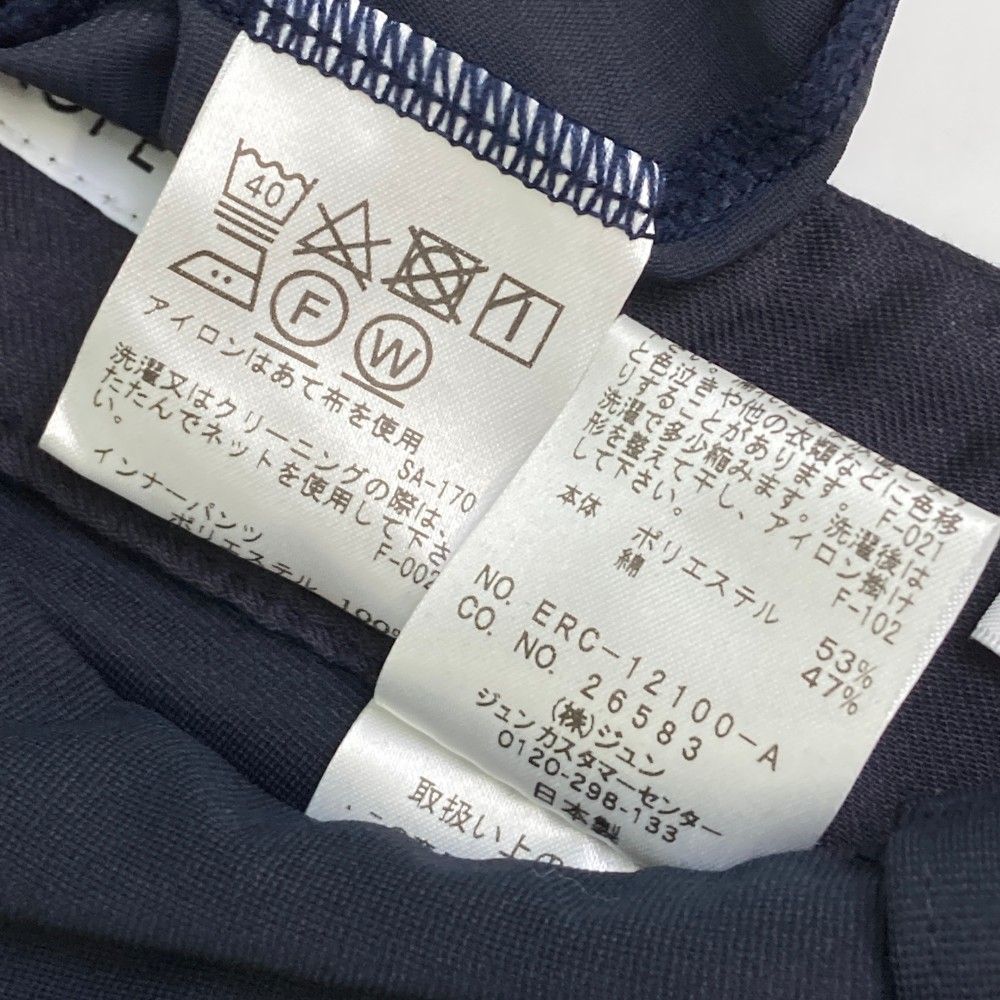 40
F
W
アイロンはあて布を使用
SA-170
洗濯又はクリーニングの際は、
たたんでネットを使用して下さ
い。
F-002
インナーパンツ
ポリエステル 100%
と色泣きや他の衣類などに色移
りすることがあります。
F-021
洗濯で多少縮みます。洗濯後は
形を整えて干し、アイロン掛け
して下さい。
F-102
本体 ポリエステル 53%
綿 47%
NO. ERC-12100-A
CO. NO. 26583
(株)ジュン
ジュンカスタマーセンター
0120-298-133
日本製
取扱い上の